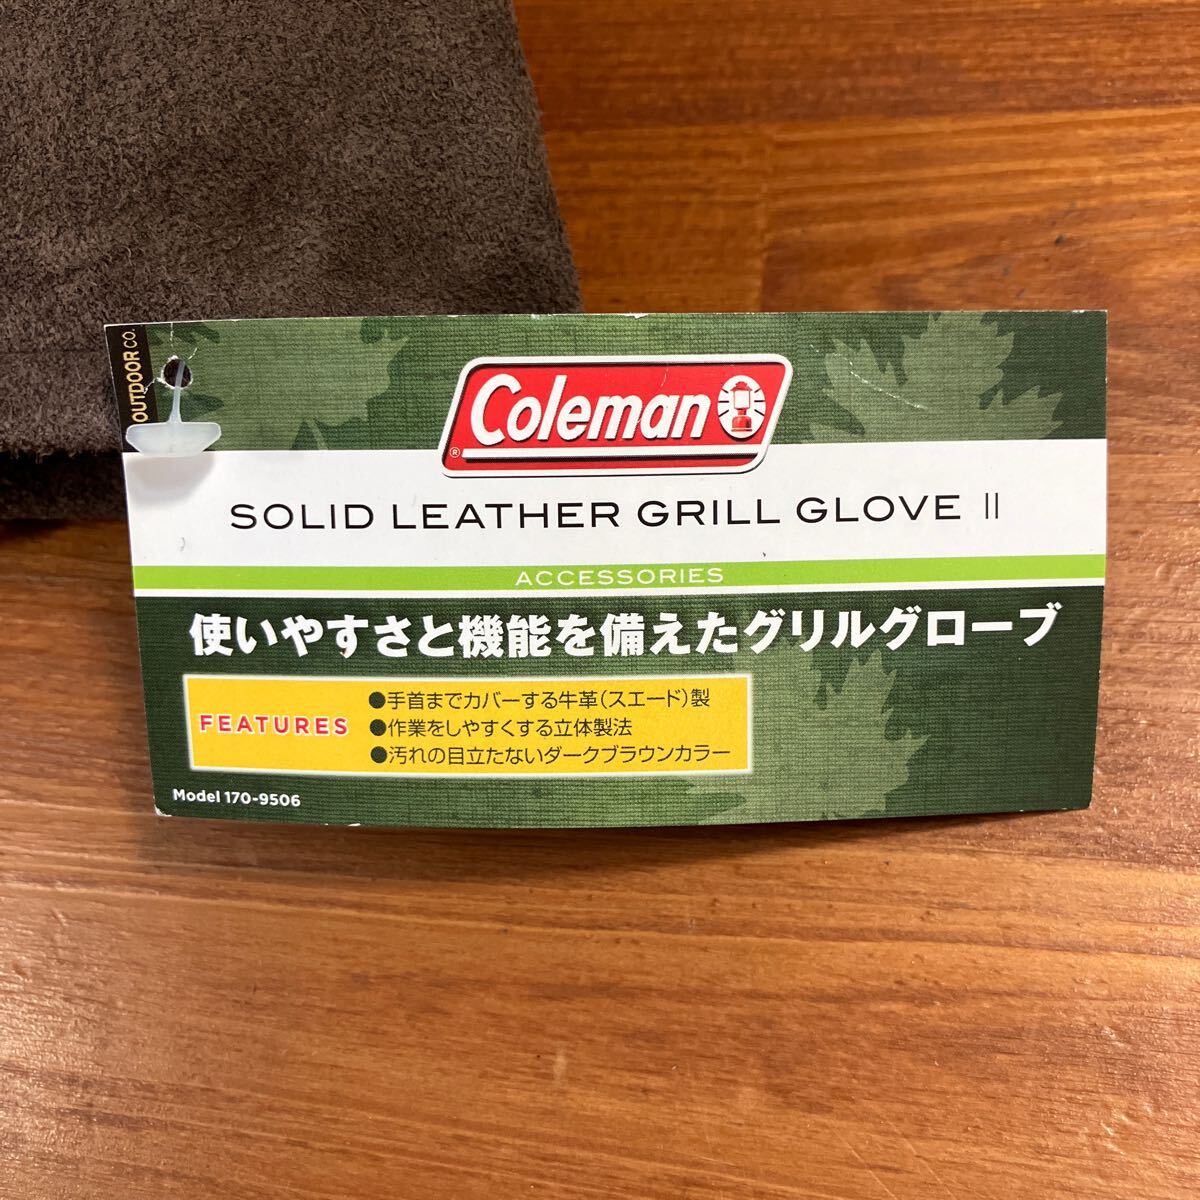 OUTDOOR CO.
Coleman
®
SOLID LEATHER GRILL GLOVE II
ACCESSORIES
使いやすさと機能を備えたグリルグローブ
FEATURES
●手首までカバーする牛革(スエード)製
●作業をしやすくする立体製法
●汚れの目立たないダークブラウンカラー
Model 170-9506